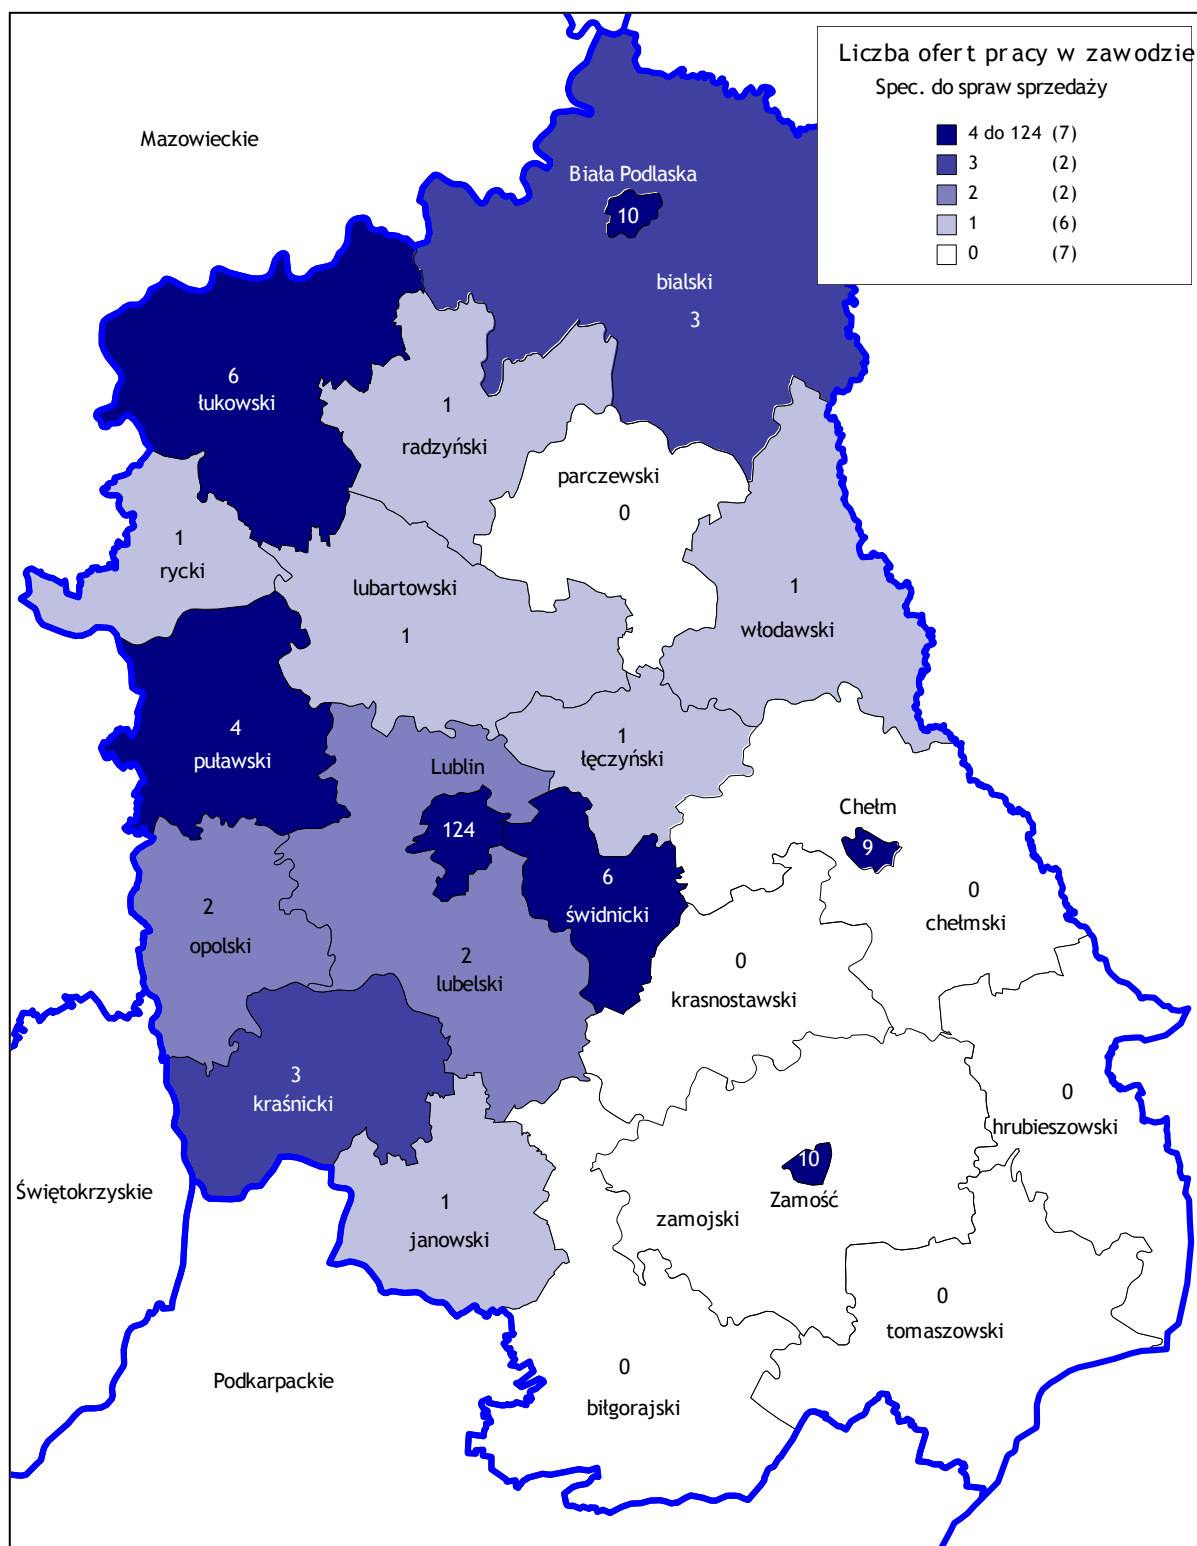 Liczba ofert pracy w zawodzie
Spec. do spraw sprzedaży
4 do 124 (7)
3 (2)
2 (2)
1 (6)
0 (7)
Mazowieckie
Biała Podlaska
10
bialski
3
6
łukowski
1
radzyński
parczewski
0
1
rycki
lubartowski
1
1
włodawski
4
puławski
1
łęczyński
Lublin
124
Chełm
9
6
świdnicki
0
chełmski
2
opolski
2
lubelski
0
krasnostawski
3
kraśnicki
0
hrubieszowski
10
Zamość
zamojski
Świętokrzyskie
1
janowski
0
tomaszowski
Podkarpackie
0
biłgorajski